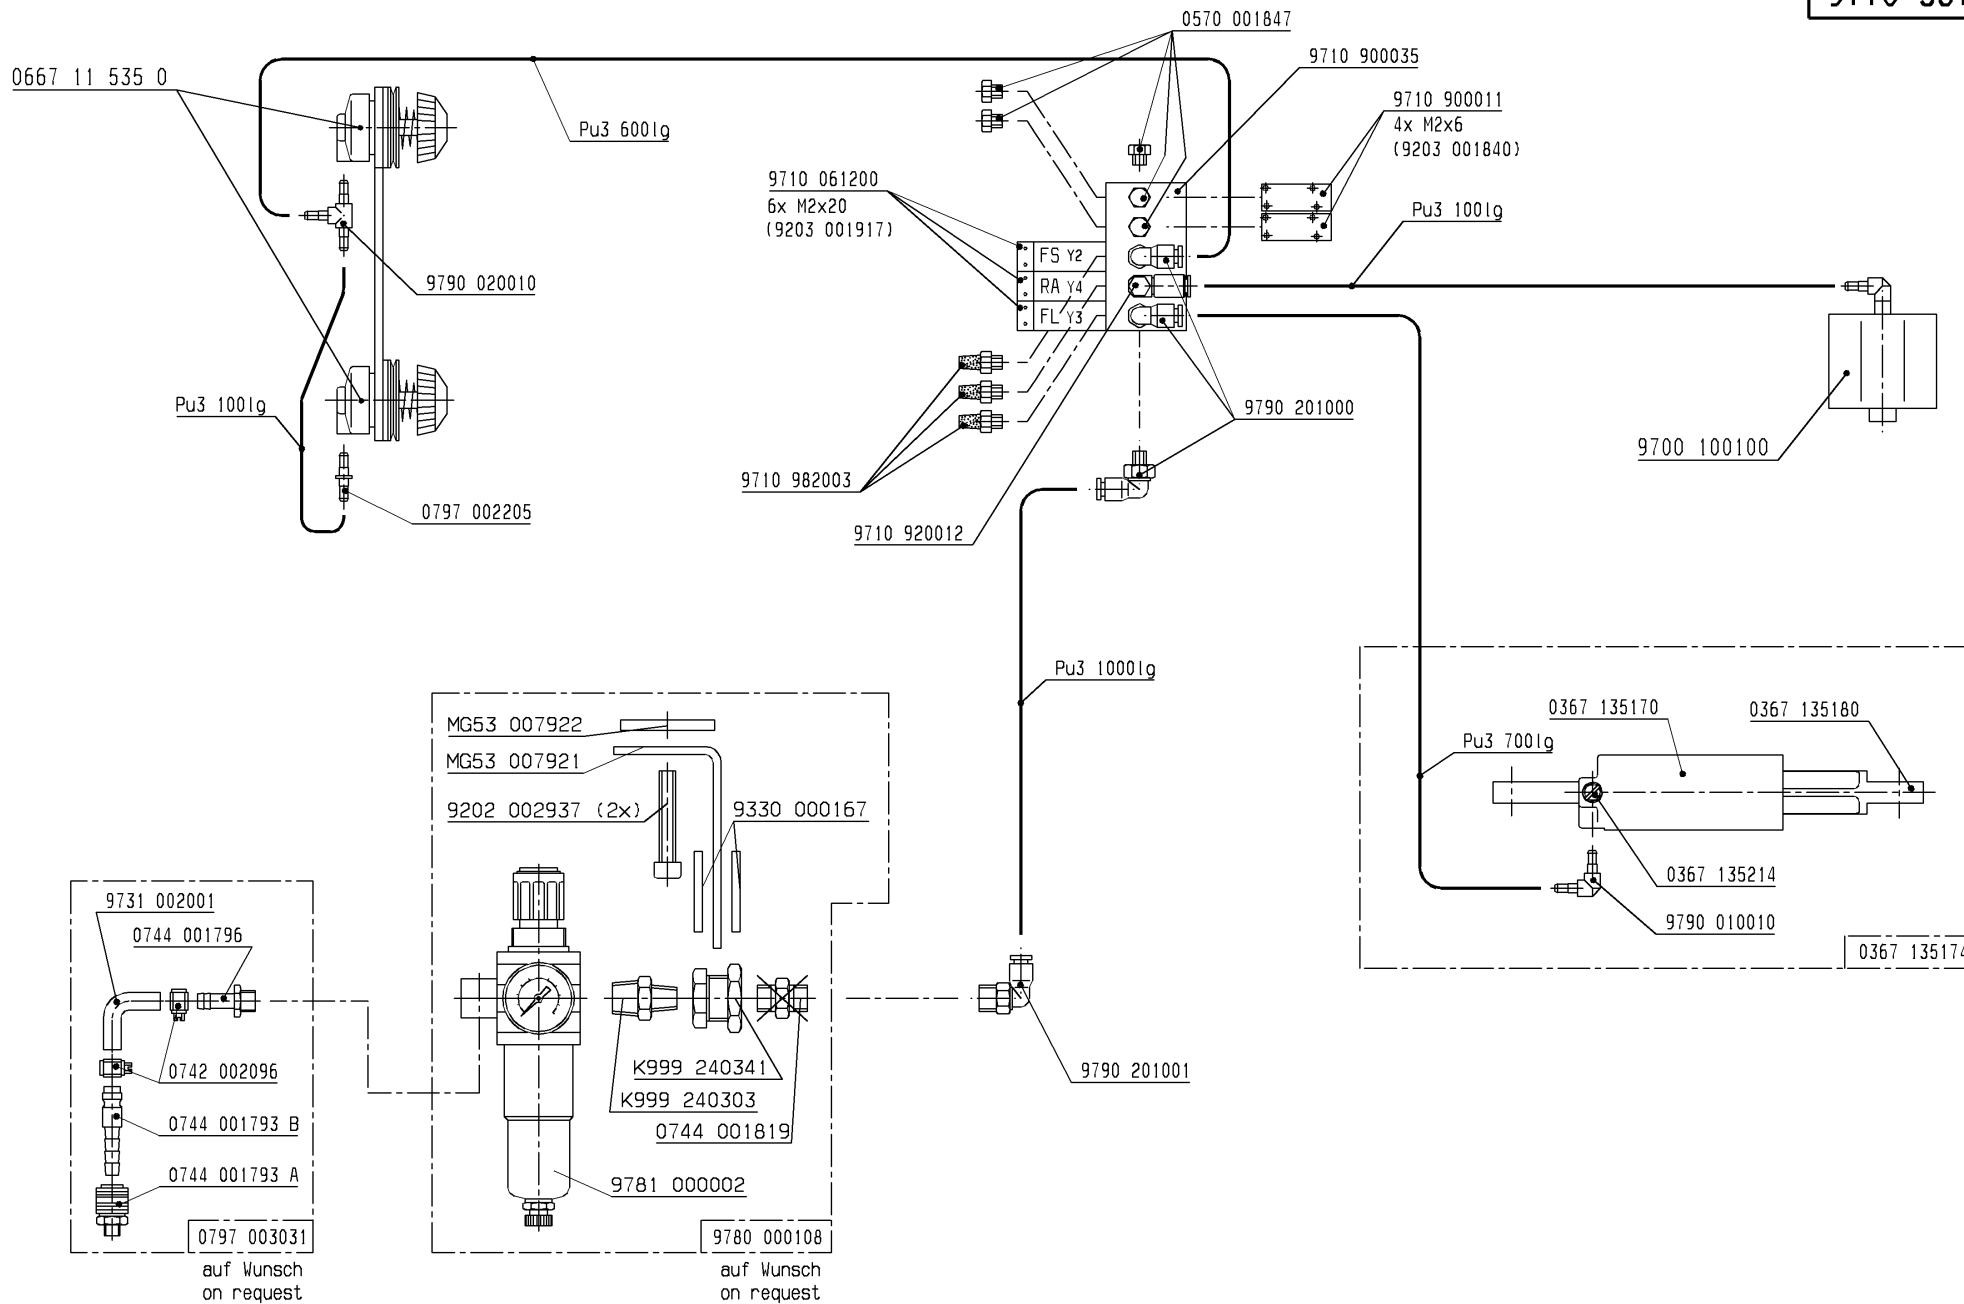 0570 001847
9710 900035
0667 11 535 0
Pu3 600lg
9710 900011
4x M2x6
(9203 001840)
9710 061200
6x M2x20
(9203 001917)
Pu3 100lg
FS Y2
RA Y4
FL Y3
9790 020010
Pu3 100lg
9790 201000
9700 100100
9710 982003
0797 002205
9710 920012
Pu3 1000lg
0367 135170
0367 135180
Pu3 700lg
MG53 007922
MG53 007921
9202 002937 (2x)
9330 000167
0367 135214
9790 010010
0367 135174
9731 002001
0744 001796
0742 002096
K999 240341
K999 240303
0744 001819
9790 201001
0744 001793 B
0744 001793 A
9781 000002
0797 003031
auf Wunsch
on request
9780 000108
auf Wunsch
on request